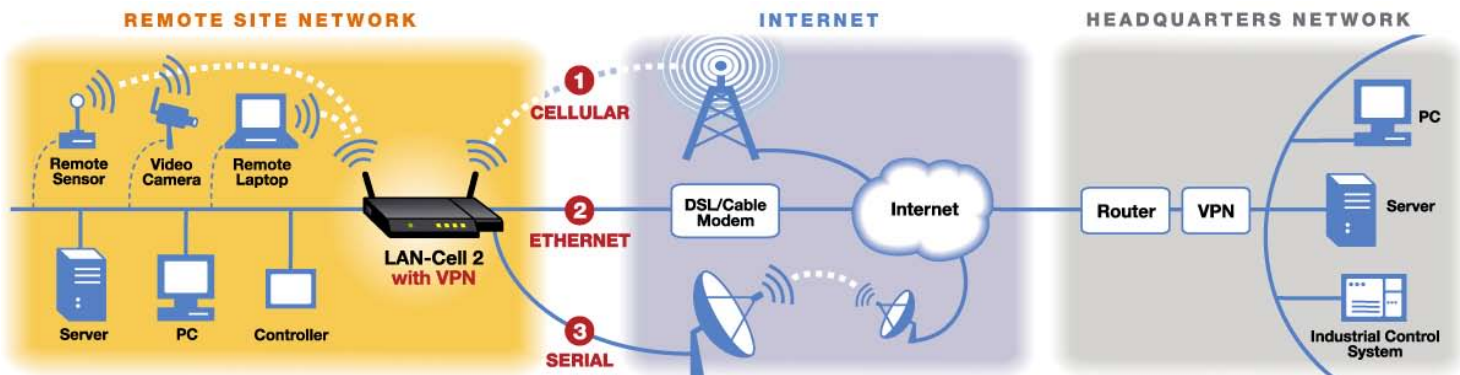 REMOTE SITE NETWORK
INTERNET
HEADQUARTERS NETWORK
Remote
Sensor
Video
Camera
Remote
Laptop
Server
PC
Controller
LAN-Cell 2
with VPN
1
CELLULAR
2
ETHERNET
3
SERIAL
DSL/Cable
Modem
Internet
Router
VPN
PC
Server
Industrial Control
System